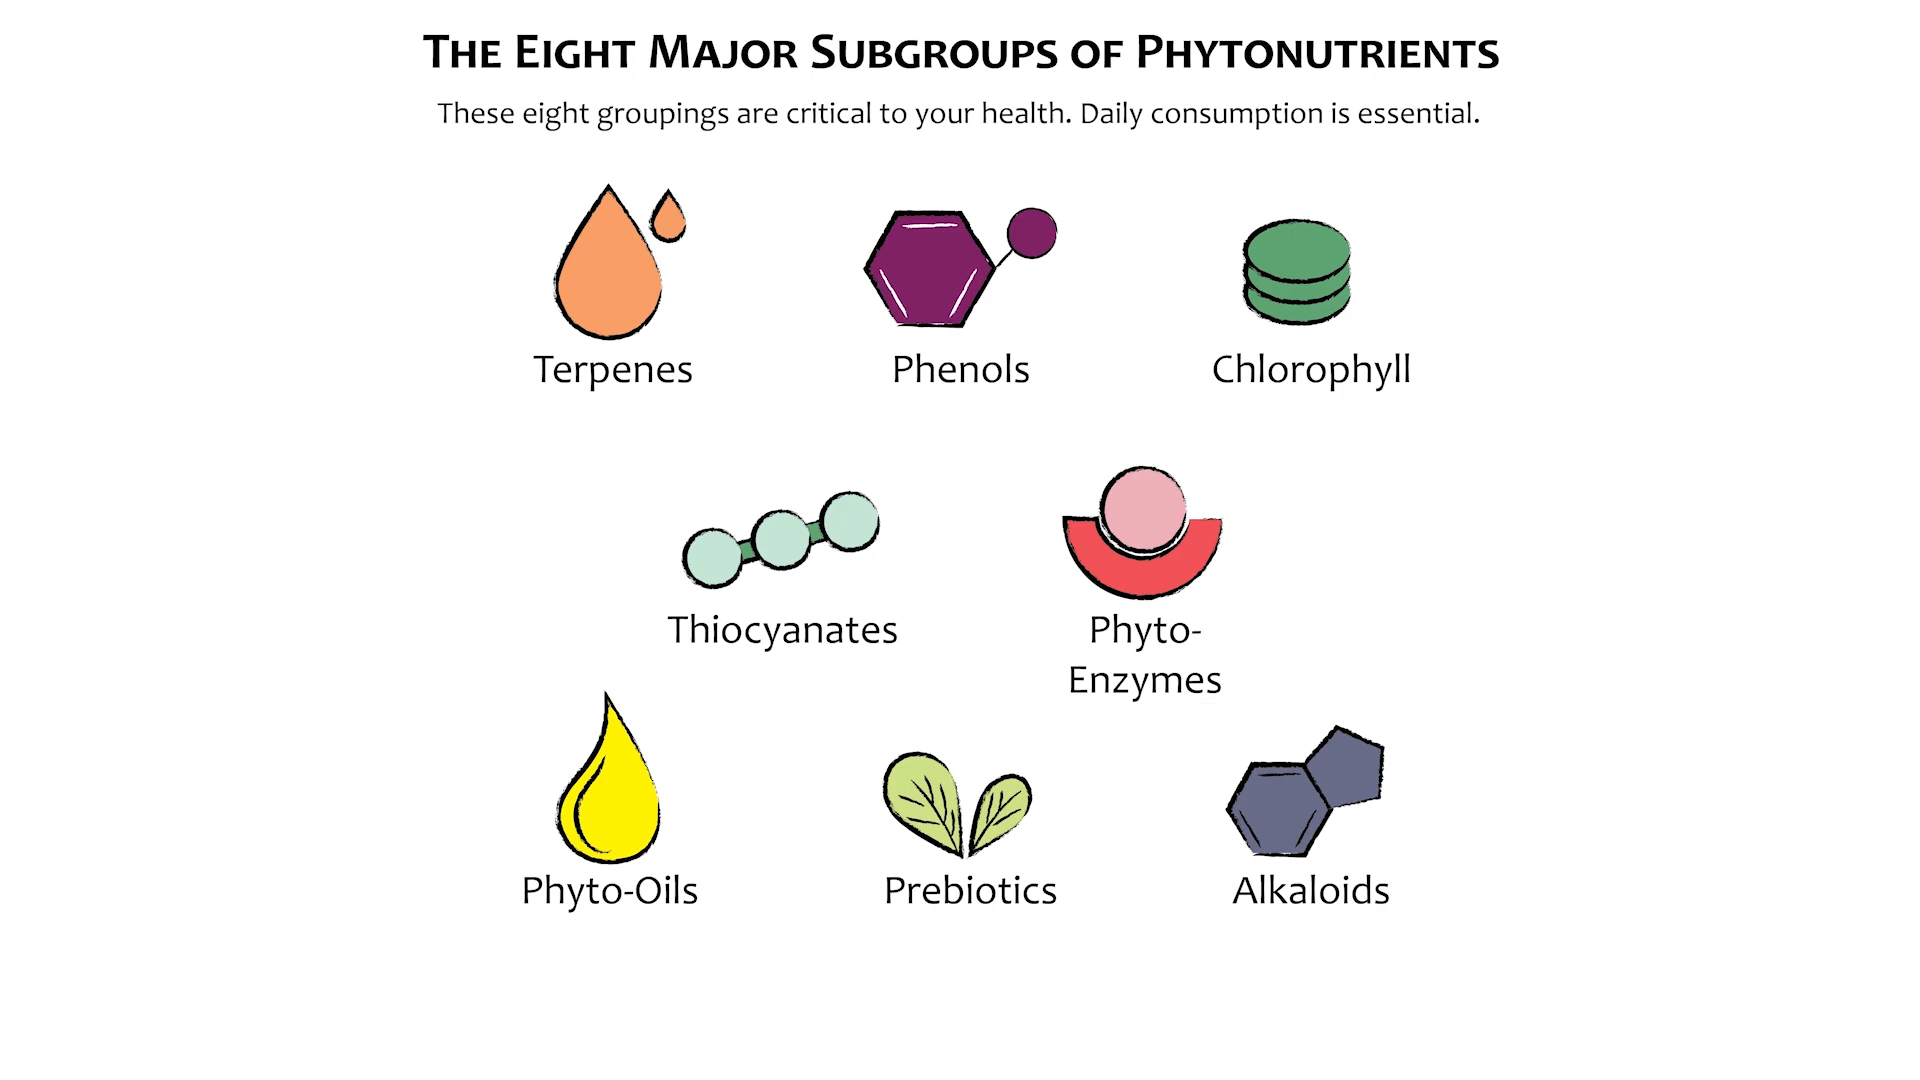 THE EIGHT MAJOR SUBGROUPS OF PHYTONUTRIENTS
These eight groupings are critical to your health. Daily consumption is essential.
Terpenes
Phenols
Chlorophyll
Thiocyanates
Phyto-
Enzymes
Phyto-Oils
Prebiotics
Alkaloids